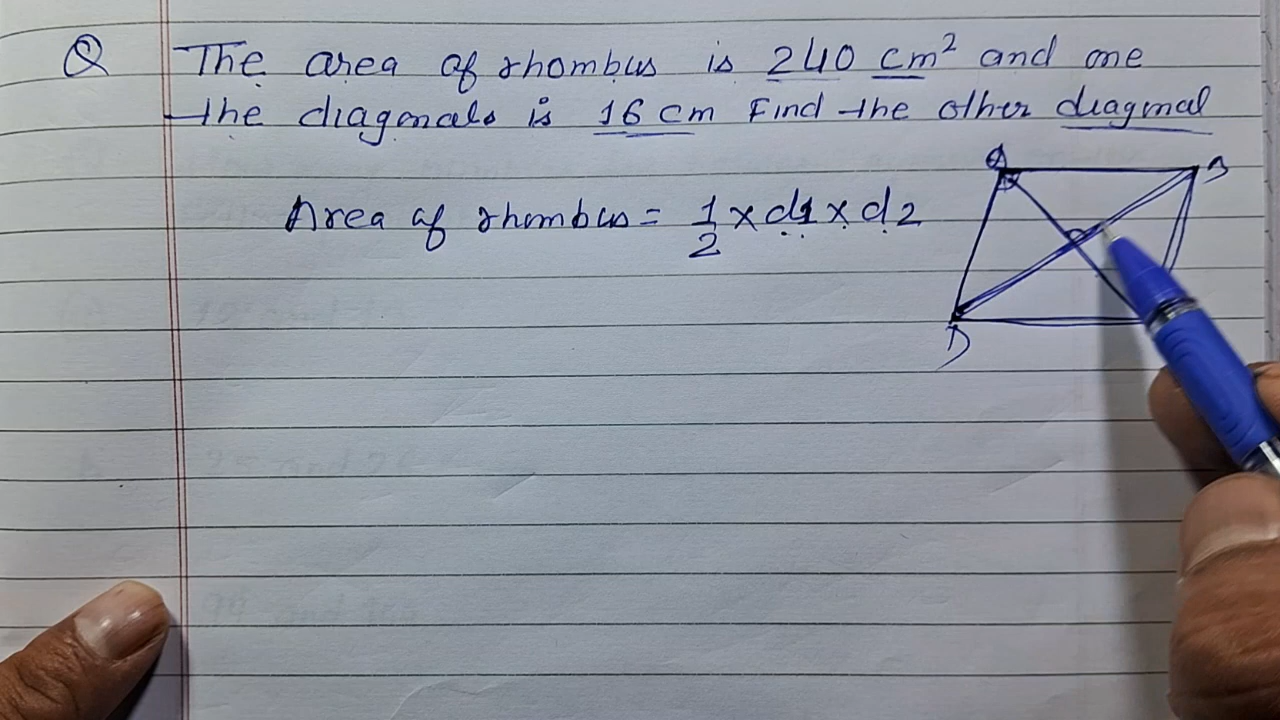 Q The area of rhombus is 240 cm² and one
the diagonals is 16 cm Find the other diagonal
A B
Area of rhombus = 1/2 x d1 x d2
D